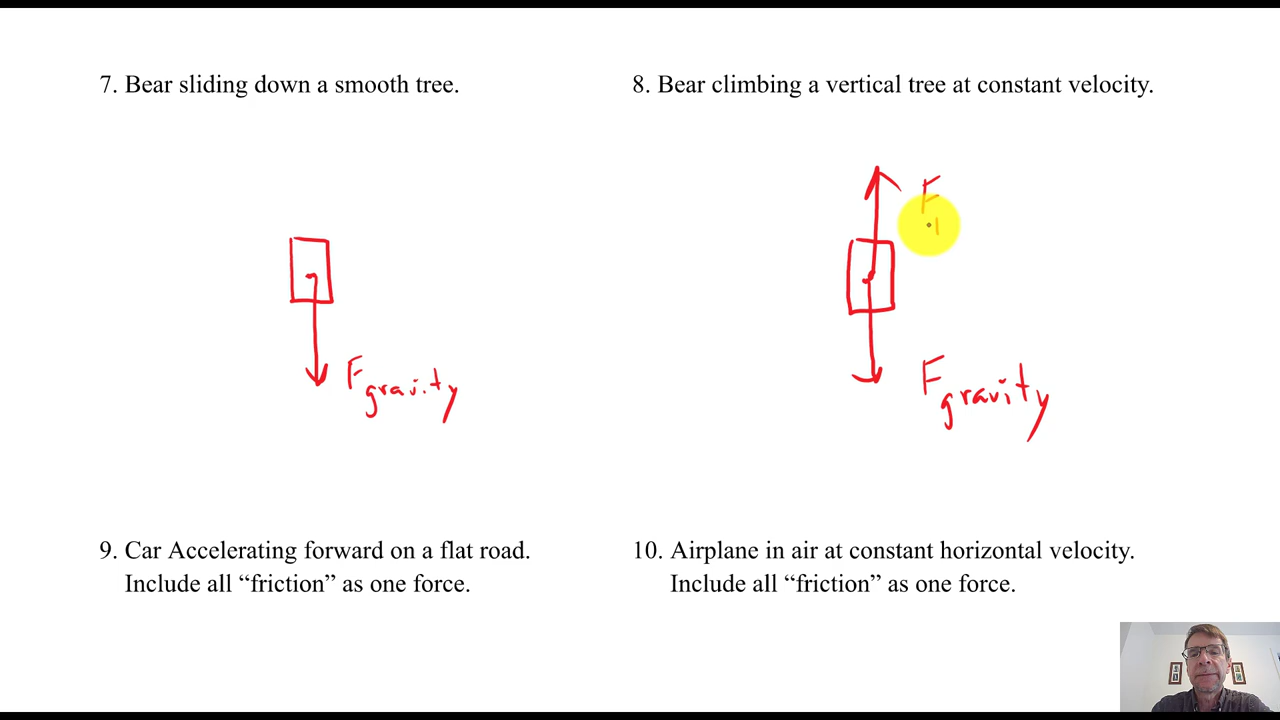 7. Bear sliding down a smooth tree.
8. Bear climbing a vertical tree at constant velocity.
F
F gravity
F gravity
9. Car Accelerating forward on a flat road.
Include all “friction” as one force.
10. Airplane in air at constant horizontal velocity.
Include all “friction” as one force.